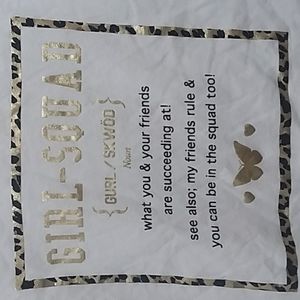 GIRL-SQUAD
{GURL/SKWOD}
Noun
what you & your friends
are succeeding at!
see also; my friends rule &
you can be in the squad too!